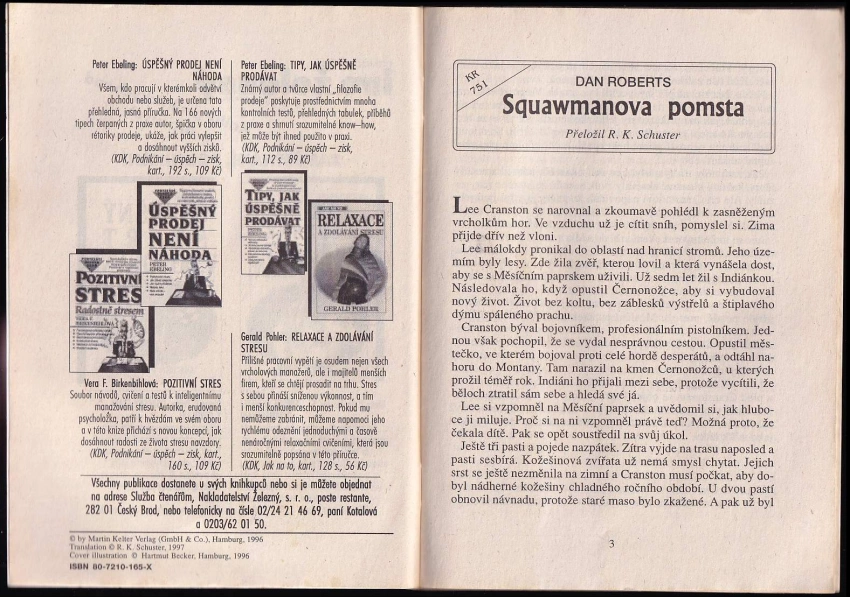 Peter Ebeling: ÚSPĚŠNÝ PRODEJ NENÍ
NÁHODA
Všem, kdo pracují v kterémkoli odvětví
obchodu nebo služeb, je určena tato
přehledná, jasná příručka. Na 166 nových
tipech čerpaných z praxe autor, špička v oboru
rétoriky prodeje, ukáže, jak práci vylepšit
a dosáhnout vyšších zisků.
(KDK, Podnikání – úspěch – zisk,
kart., 192 s., 109 Kč)
Peter Ebeling: TIPY, JAK ÚSPĚŠNĚ
PRODÁVAT
Známý autor a tvůrce vlastní „filozofie
prodeje" poskytuje prostřednictvím mnoha
kontrolních testů, přehledných tabulek, příběhů
z praxe a shrnutí srozumitelné know-how,
jež může být ihned použito v praxi.
(KDK, Podnikání – úspěch – zisk,
kart., 112 s., 89 Kč)
ÚSPĚŠNÝ
PRODEJ
NENÍ
NÁHODA
PETER
EBELING
POZITIVNÍ
STRES
Radostně stresem
VERA F.
BIRKENBIHLOVÁ
TIPY, JAK
ÚSPĚŠNĚ
PRODÁVAT
RELAXACE
A ZDOLÁVÁNÍ STRESU
GERALD POHLER
Vera F. Birkenbihlová: POZITIVNÍ STRES
Soubor návodů, cvičení a testů k inteligentnímu
manažování stresu. Autorka, erudovaná
psycholožka, patří k hvězdám ve svém oboru
a v této knize přichází s novou koncepcí, jak
dosáhnout radosti ze života stresu navzdory.
(KDK, Podnikání – úspěch – zisk, kart.,
160 s., 109 Kč)
Gerald Pohler: RELAXACE A ZDOLÁVÁNÍ
STRESU
Přílišné pracovní vypětí je osudem nejen všech
vrcholových manažerů, ale i majitelů menších
firem, kteří se chtějí prosadit na trhu. Stres
s sebou přináší sníženou výkonnost, a tím
i menší konkurenceschopnost. Pokud mu
nemůžeme zabránit, můžeme napomoci jeho
rychlému odeznění jednoduchými a časově
nenáročnými relaxačními cvičeními, která jsou
srozumitelně popsána v této příručce.
(KDK, Jak na to, kart., 128 s., 56 Kč)
Všechny publikace dostanete u svých knihkupců nebo si je můžete objednat
na adrese Služba čtenářům, Nakladatelství Železný, s. r. o., poste restante,
282 01 Český Brod, nebo telefonicky na čísle 02/24 21 46 69, paní Kotalová
a 0203/62 01 50.
© by Martin Kelter Verlag (GmbH & Co.), Hamburg, 1996
Translation © R. K. Schuster, 1997
Cover illustration © Hartmut Becker, Hamburg, 1996
ISBN 80-7210-165-X
KR
751
DAN ROBERTS
Squawmanova pomsta
Přeložil R. K. Schuster
Lee Cranston se narovnal a zkoumavě pohlédl k zasněženým
vrcholkům hor. Ve vzduchu už je cítit sníh, pomyslel si. Zima
přijde dřív než vloni.
Lee málokdy pronikal do oblastí nad hranicí stromů. Jeho úze-
mím byly lesy. Zde žila zvěř, kterou lovil a která vynášela dost,
aby se s Měsíčním paprskem uživili. Už sedm let žil s Indiánkou.
Následovala ho, když opustil Černonožce, aby si vybudoval
nový život. Život bez koltu, bez záblesků výstřelů a štiplavého
dýmu spáleného prachu.
Cranston býval bojovníkem, profesionálním pistolníkem. Jed-
nou však pochopil, že se vydal nesprávnou cestou. Opustil měs-
tečko, ve kterém bojoval proti celé hordě desperátů, a odtáhl na-
horu do Montany. Tam narazil na kmen Černonožců, u kterých
prožil téměř rok. Indiáni ho přijali mezi sebe, protože vycítili, že
běloch ztratil sám sebe a hledá své já.
Lee si vzpomněl na Měsíční paprsek a uvědomil si, jak hlubo-
ce ji miluje. Proč si na ni vzpomněl právě teď? Možná proto, že
čekala dítě. Pak se opět soustředil na svůj úkol.
Ještě tři pasti a pojede nazpátek. Zítra vyjde na trasu naposled a
pasti sesbírá. Kožešinová zvířata už nemá smysl chytat. Jejich
srst se ještě nezměnila na zimní a Cranston musí počkat, aby do-
byl nádherné kožešiny chladného ročního období. U dvou pastí
obnovil návnadu, protože staré maso bylo zkažené. A pak už byl
3